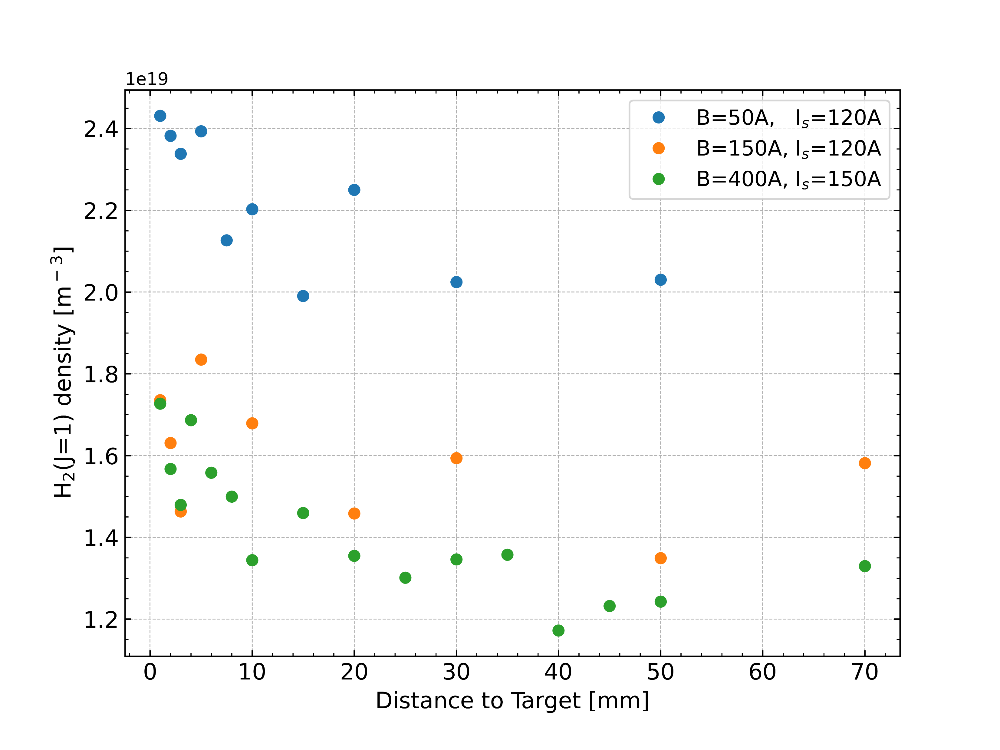 1e19
B=50A, Iₛ=120A
B=150A, Iₛ=120A
B=400A, Iₛ=150A
2.4
2.2
2.0
1.8
1.6
1.4
1.2
H₂(J=1) density [m⁻³]
0 10 20 30 40 50 60 70
Distance to Target [mm]